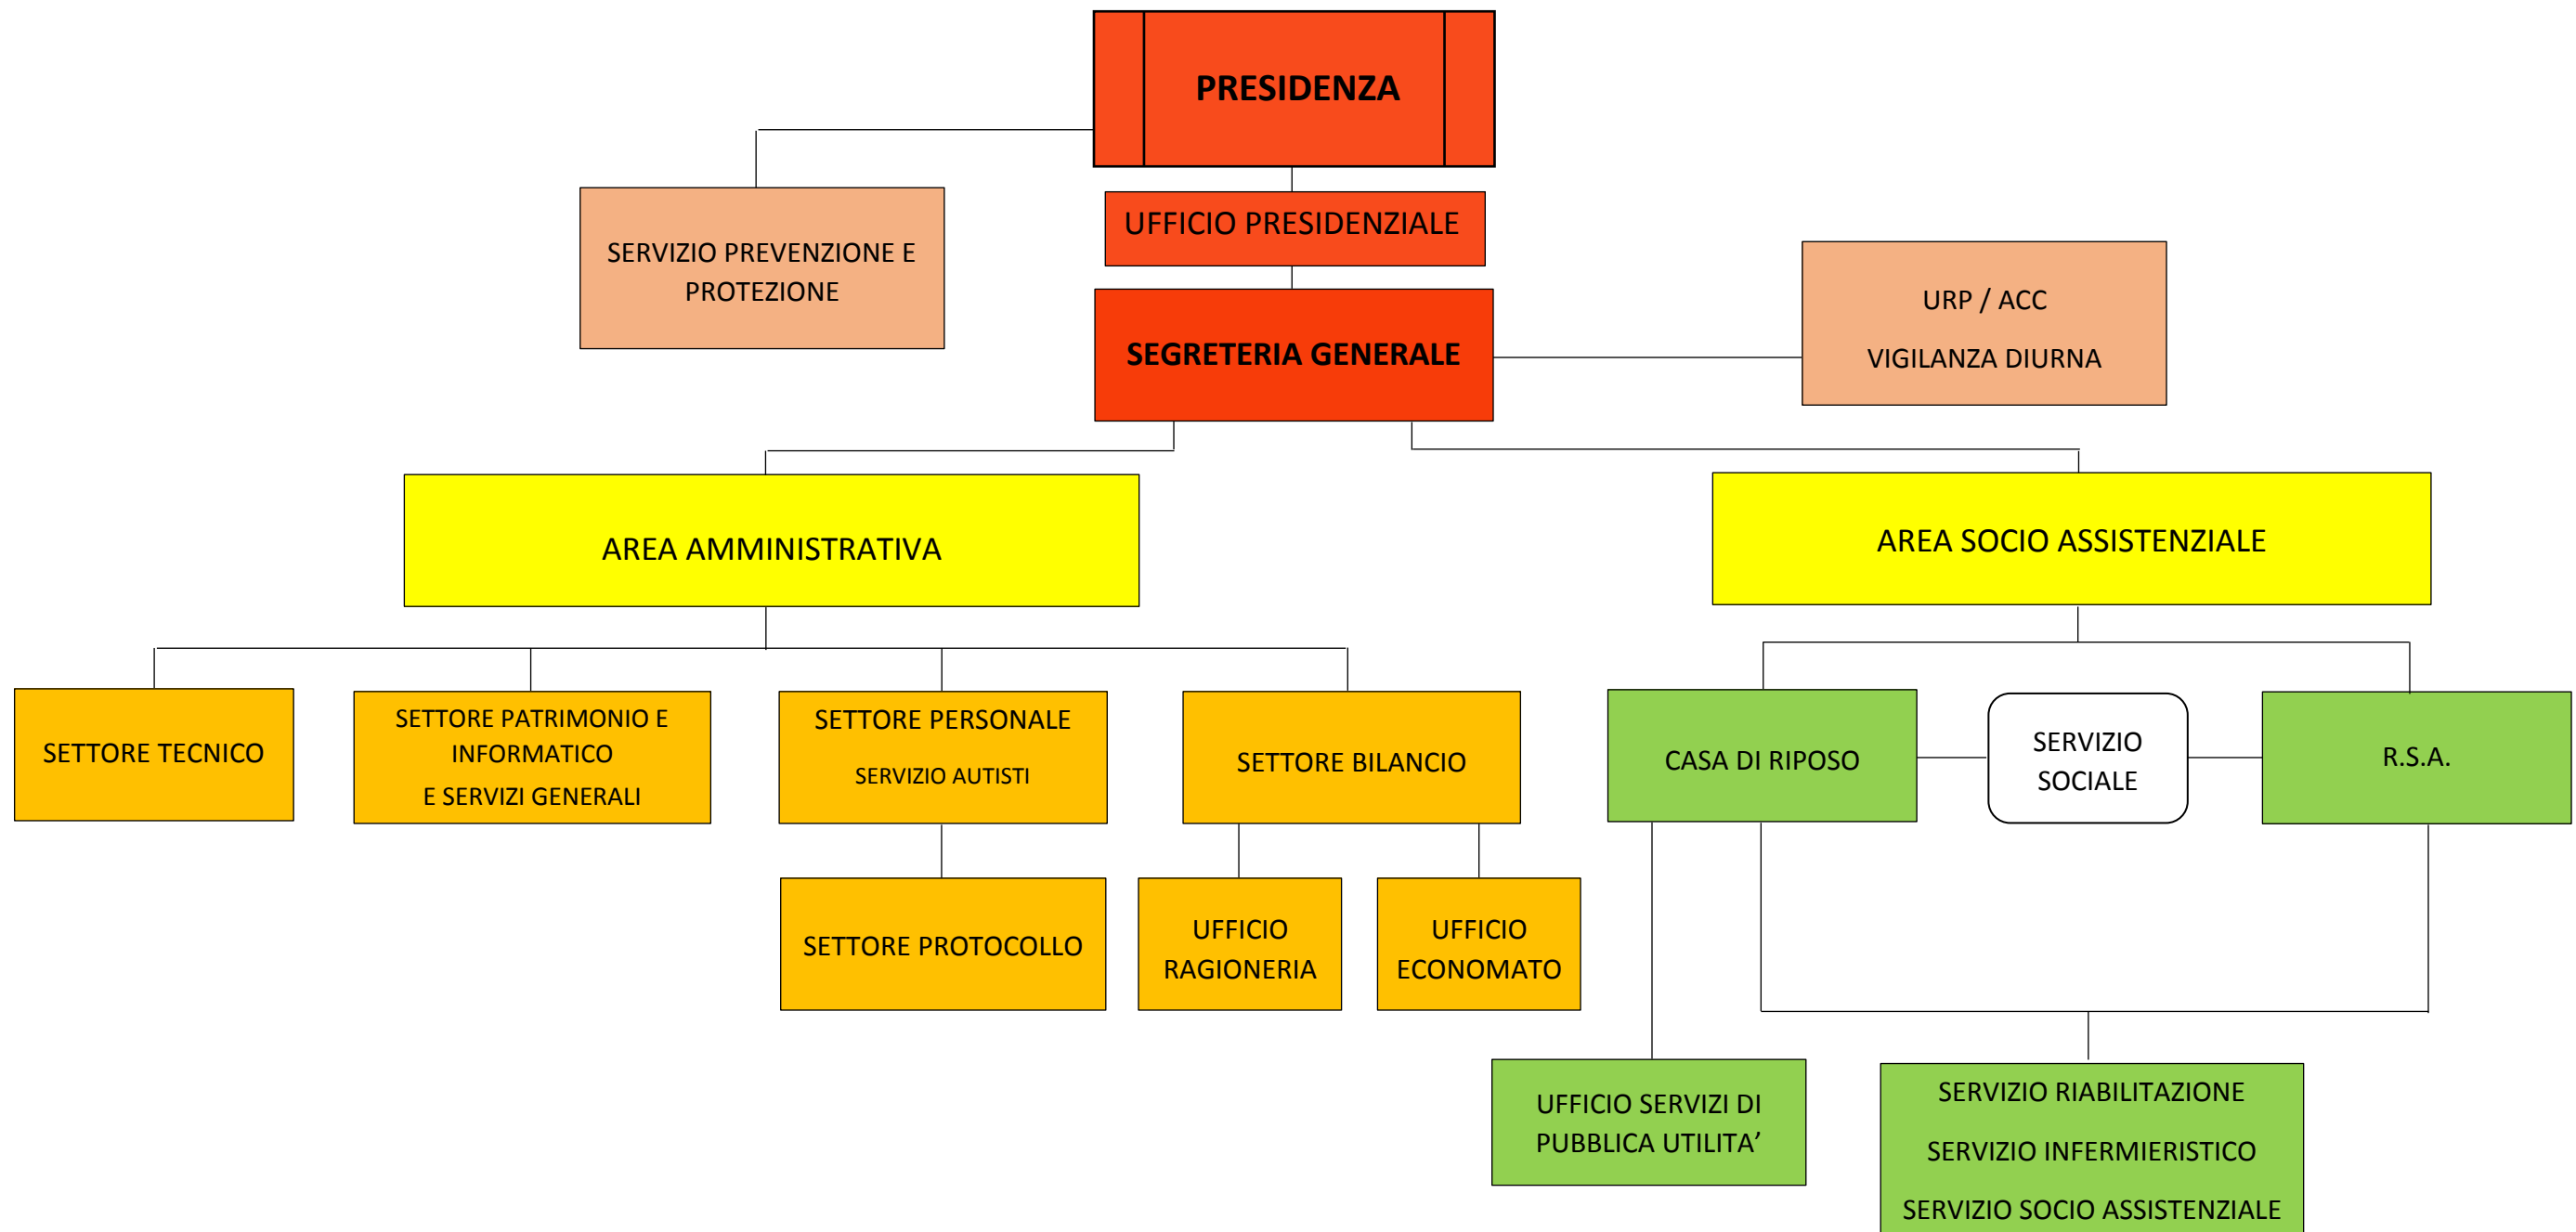 PRESIDENZA
UFFICIO PRESIDENZIALE
SERVIZIO PREVENZIONE E
PROTEZIONE
URP / ACC
VIGILANZA DIURNA
SEGRETERIA GENERALE
AREA AMMINISTRATIVA
AREA SOCIO ASSISTENZIALE
SETTORE TECNICO
SETTORE PATRIMONIO E
INFORMATICO
E SERVIZI GENERALI
SETTORE PERSONALE
SERVIZIO AUTISTI
SETTORE BILANCIO
CASA DI RIPOSO
SERVIZIO
SOCIALE
R.S.A.
SETTORE PROTOCOLLO
UFFICIO
RAGIONERIA
UFFICIO
ECONOMATO
UFFICIO SERVIZI DI
PUBBLICA UTILITA’
SERVIZIO RIABILITAZIONE
SERVIZIO INFERMIERISTICO
SERVIZIO SOCIO ASSISTENZIALE